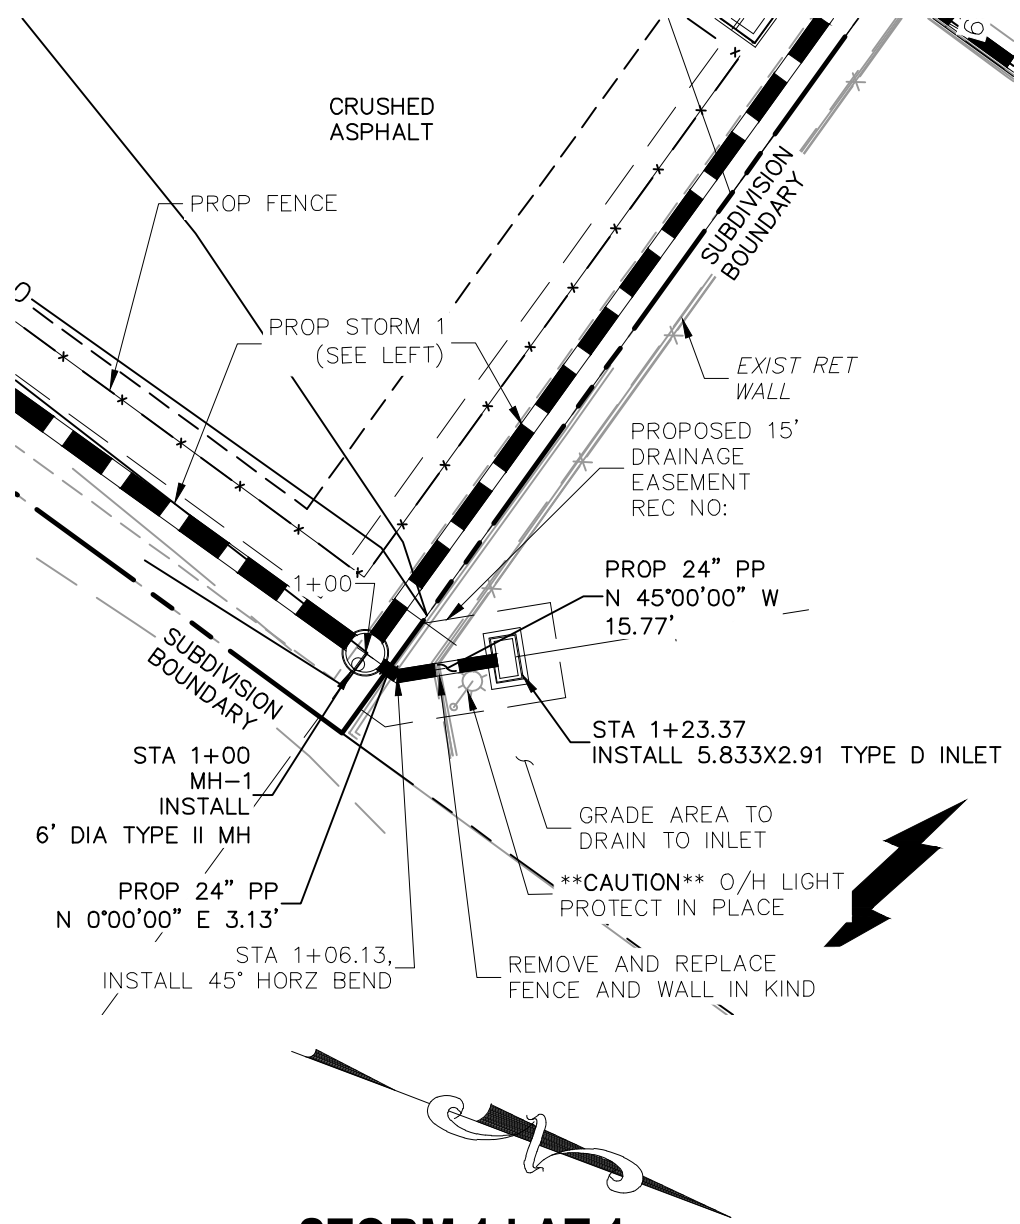 CRUSHED
ASPHALT
PROP FENCE
SUBDIVISION
BOUNDARY
PROP STORM 1
(SEE LEFT)
EXIST RET
WALL
PROPOSED 15'
DRAINAGE
EASEMENT
REC NO:
1+00
PROP 24" PP
N 45°00'00" W
15.77'
SUBDIVISION
BOUNDARY
STA 1+00
MH-1
INSTALL
6' DIA TYPE II MH
STA 1+23.37
INSTALL 5.833X2.91 TYPE D INLET
GRADE AREA TO
DRAIN TO INLET
PROP 24" PP
N 0°00'00" E 3.13'
**CAUTION** O/H LIGHT
PROTECT IN PLACE
STA 1+06.13,
INSTALL 45° HORZ BEND
REMOVE AND REPLACE
FENCE AND WALL IN KIND
STORM 1 LAT 1